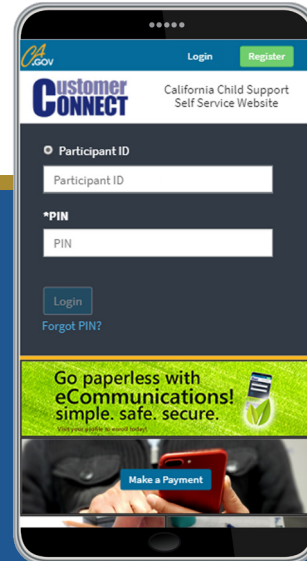 CA.GOV
Login
Register
Customer
CONNECT
California Child Support
Self Service Website
Participant ID
Participant ID
*PIN
PIN
Login
Forgot PIN?
Go paperless with
eCommunications!
simple. safe. secure.
Visit your profile to enroll today!
Make a Payment